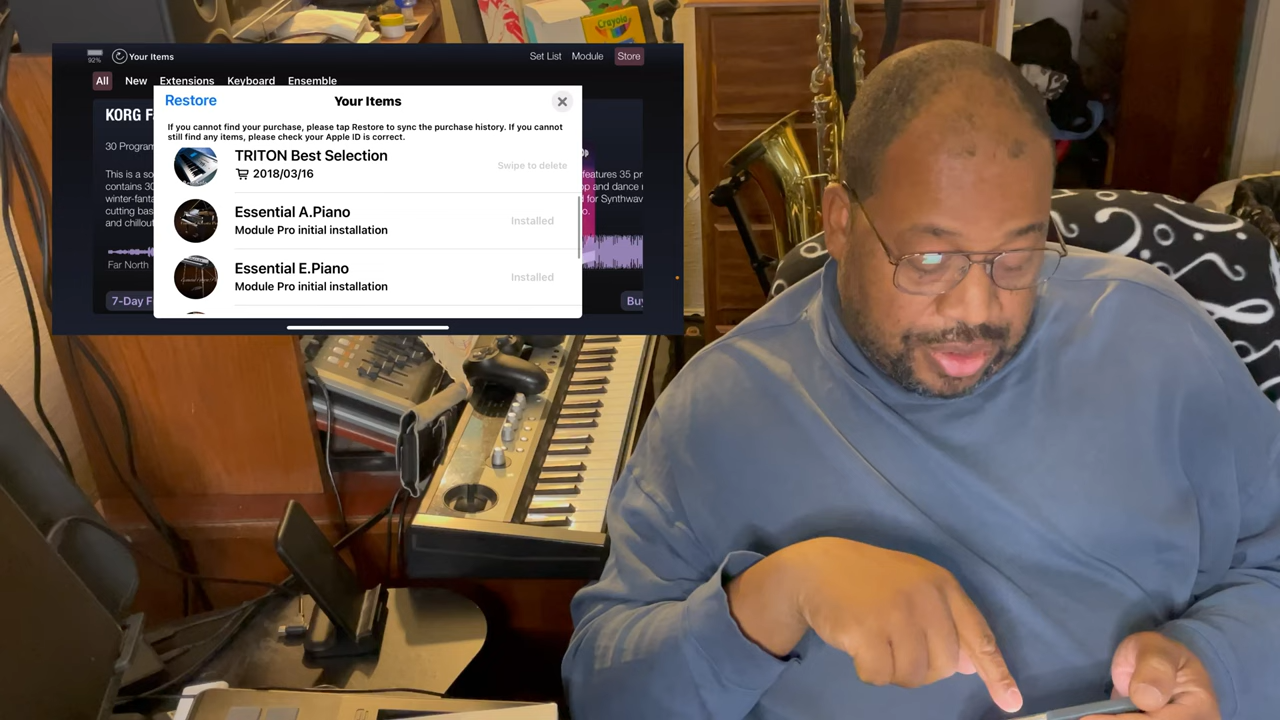 Crayola
92%
Your Items
Set List
Module
Store
All
New
Extensions
Keyboard
Ensemble
KORG F
30 Program
This is a so
contains 30
winter-fanta
cutting bas
and chillout
Far North
7-Day F
Restore
Your Items
If you cannot find your purchase, please tap Restore to sync the purchase history. If you cannot
still find any items, please check your Apple ID is correct.
TRITON Best Selection
2018/03/16
Swipe to delete
Essential A.Piano
Module Pro initial installation
Installed
Essential E.Piano
Module Pro initial installation
Installed
features 35 pr
op and dance r
d for Synthwav
o.
Buy